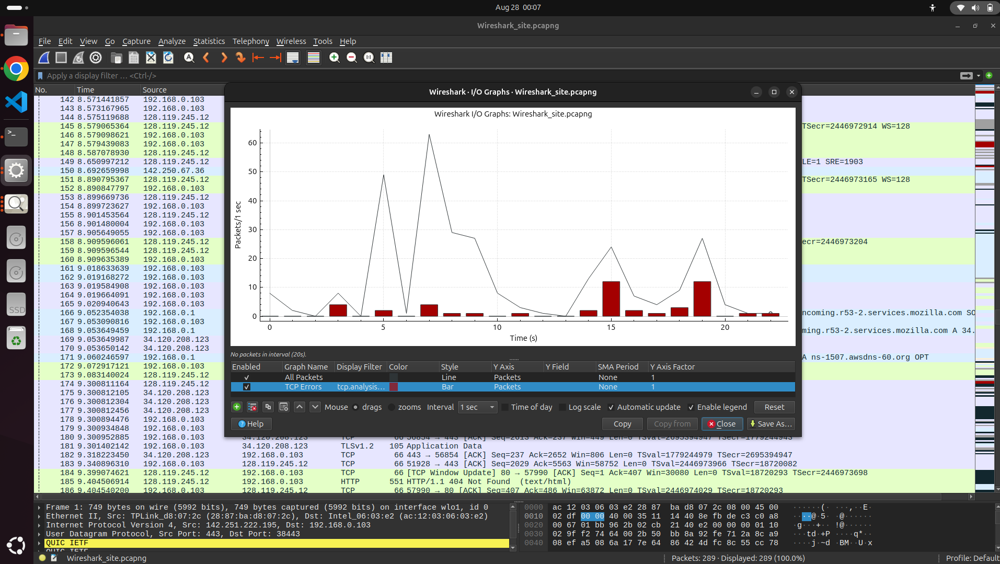 Aug 28 00:07
Wireshark_site.pcapng
File Edit View Go Capture Analyze Statistics Telephony Wireless Tools Help
Apply a display filter … <Ctrl-/>
No. Time Source
142 8.571441857 192.168.0.103
143 8.573167965 192.168.0.103
144 8.575119688 128.119.245.12
145 8.579065364 128.119.245.12 TSecr=2446972914 WS=128
146 8.579098621 192.168.0.103
147 8.579439083 192.168.0.103
148 8.587078930 128.119.245.12
149 8.650997212 128.119.245.12 LE=1 SRE=1903
150 8.692659998 142.250.67.36
151 8.890795367 128.119.245.12 TSecr=2446973165 WS=128
152 8.890847797 192.168.0.103
153 8.899669736 128.119.245.12
154 8.899723627 192.168.0.103
155 8.901453564 128.119.245.12
156 8.901480004 192.168.0.103
157 8.905649055 192.168.0.103
158 8.909596061 128.119.245.12 ecr=2446973204
159 8.909596544 128.119.245.12
160 8.909635389 192.168.0.103
161 9.018633639 192.168.0.103
162 9.019168272 192.168.0.103
163 9.019584908 192.168.0.103
164 9.019664091 192.168.0.103
165 9.020940643 192.168.0.103
166 9.052354038 192.168.0.1 ncoming.r53-2.services.mozilla.com SO
167 9.053090816 192.168.0.103
168 9.053649459 192.168.0.1 ming.r53-2.services.mozilla.com A 34.
169 9.053649987 34.120.208.123
170 9.053650142 34.120.208.123
171 9.060246597 192.168.0.1 A ns-1507.awsdns-60.org OPT
172 9.072917121 192.168.0.103
173 9.083140024 128.119.245.12
174 9.300811164 128.119.245.12
175 9.300812105 34.120.208.123
176 9.300812304 34.120.208.123
177 9.300812456 34.120.208.123
178 9.300894476 192.168.0.103
179 9.300934848 192.168.0.103
180 9.300952885 192.168.0.103 34.120.208.123 TCP 66 56854 → 443 [ACK] Seq=2613 Ack=237 Win=449 Len=0 TSval=2695394947 TSecr=1779244943
181 9.301402142 192.168.0.103 34.120.208.123 TLSv1.2 105 Application Data
182 9.318223450 34.120.208.123 192.168.0.103 TCP 66 443 → 56854 [ACK] Seq=237 Ack=2652 Win=806 Len=0 TSval=1779244979 TSecr=2695394947
183 9.340896310 192.168.0.103 128.119.245.12 TCP 66 51928 → 443 [ACK] Seq=2029 Ack=5563 Win=58752 Len=0 TSval=2446973966 TSecr=18720082
184 9.399074621 128.119.245.12 192.168.0.103 TCP 66 [TCP Window Update] 80 → 57990 [ACK] Seq=1 Ack=407 Win=30080 Len=0 TSval=18720293 TSecr=2446973698
185 9.404506914 128.119.245.12 192.168.0.103 HTTP 551 HTTP/1.1 404 Not Found (text/html)
186 9.404540200 192.168.0.103 128.119.245.12 TCP 66 57990 → 80 [ACK] Seq=407 Ack=486 Win=63872 Len=0 TSval=2446974029 TSecr=18720293
Wireshark · I/O Graphs · Wireshark_site.pcapng
Wireshark I/O Graphs: Wireshark_site.pcapng
Packets/1 sec
60
50
40
30
20
10
0
0 5 10 15 20
Time (s)
No packets in interval (20s).
Enabled Graph Name Display Filter Color Style Y Axis Y Field SMA Period Y Axis Factor
All Packets Line Packets None 1
TCP Errors tcp.analysis… Bar Packets None 1
Mouse drags zooms Interval 1 sec Time of day Log scale Automatic update Enable legend Reset
Help Copy Copy from Close Save As…
Frame 1: 749 bytes on wire (5992 bits), 749 bytes captured (5992 bits) on interface wlo1, id 0
Ethernet II, Src: TPLink_d8:07:2c (28:87:ba:d8:07:2c), Dst: Intel_06:03:e2 (ac:12:03:06:03:e2)
Internet Protocol Version 4, Src: 142.251.222.195, Dst: 192.168.0.103
User Datagram Protocol, Src Port: 443, Dst Port: 38443
QUIC IETF
QUIC IETF
0000 ac 12 03 06 03 e2 28 87 ba d8 07 2c 08 00 45 00 ······(· ···,··E·
0010 02 df 00 00 40 00 35 11 14 40 8e fb de c3 c0 a8 ····@·5· ·@······
0020 00 67 01 bb 96 2b 02 cb 21 40 e2 00 00 00 01 10 ·g···+·· !@······
0030 02 9f f2 74 64 00 2b 50 bb 8a 92 fe 71 2a 8c a9 ···td·+P ····q*··
0040 08 ef a5 08 6a 17 7e 64 86 42 4d fc 8c 55 cc 78 ····j·~d ·BM··U·x
Wireshark_site.pcapng
Packets: 289 · Displayed: 289 (100.0%)
Profile: Default
SSD